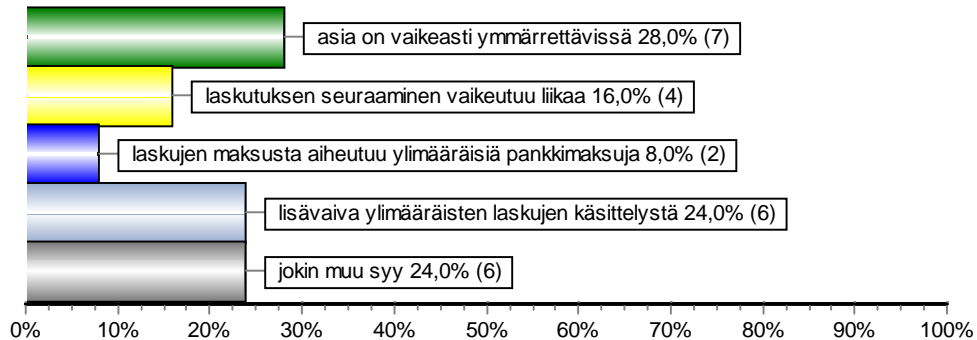 asia on vaikeasti ymmärrettävissä 28,0% (7)
laskutuksen seuraaminen vaikeutuu liikaa 16,0% (4)
laskujen maksusta aiheutuu ylimääräisiä pankkimaksuja 8,0% (2)
lisävaiva ylimääräisten laskujen käsittelystä 24,0% (6)
jokin muu syy 24,0% (6)
0% 10% 20% 30% 40% 50% 60% 70% 80% 90% 100%